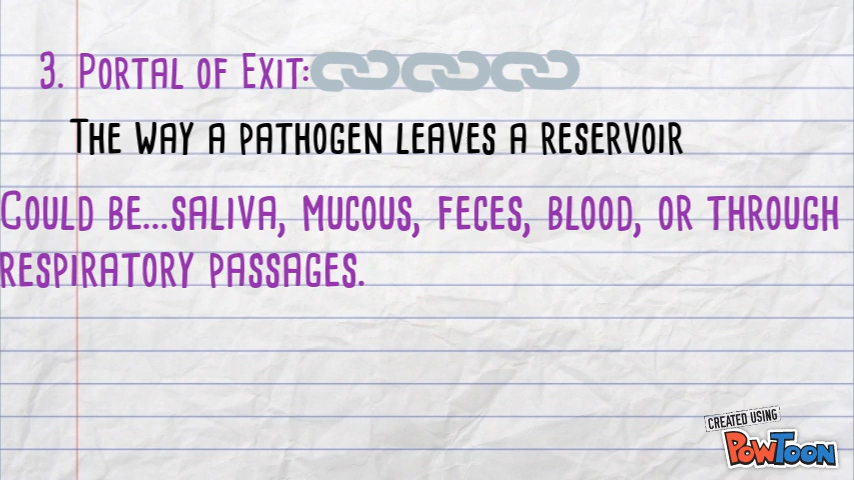 3. Portal of Exit:
The way a pathogen leaves a reservoir
Could be...saliva, mucous, feces, blood, or through
respiratory passages.
CREATED USING
POWTOON